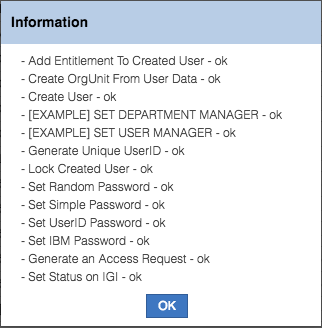 Information
- Add Entitlement To Created User - ok
- Create OrgUnit From User Data - ok
- Create User - ok
- [EXAMPLE] SET DEPARTMENT MANAGER - ok
- [EXAMPLE] SET USER MANAGER - ok
- Generate Unique UserID - ok
- Lock Created User - ok
- Set Random Password - ok
- Set Simple Password - ok
- Set UserID Password - ok
- Set IBM Password - ok
- Generate an Access Request - ok
- Set Status on IGI - ok
OK